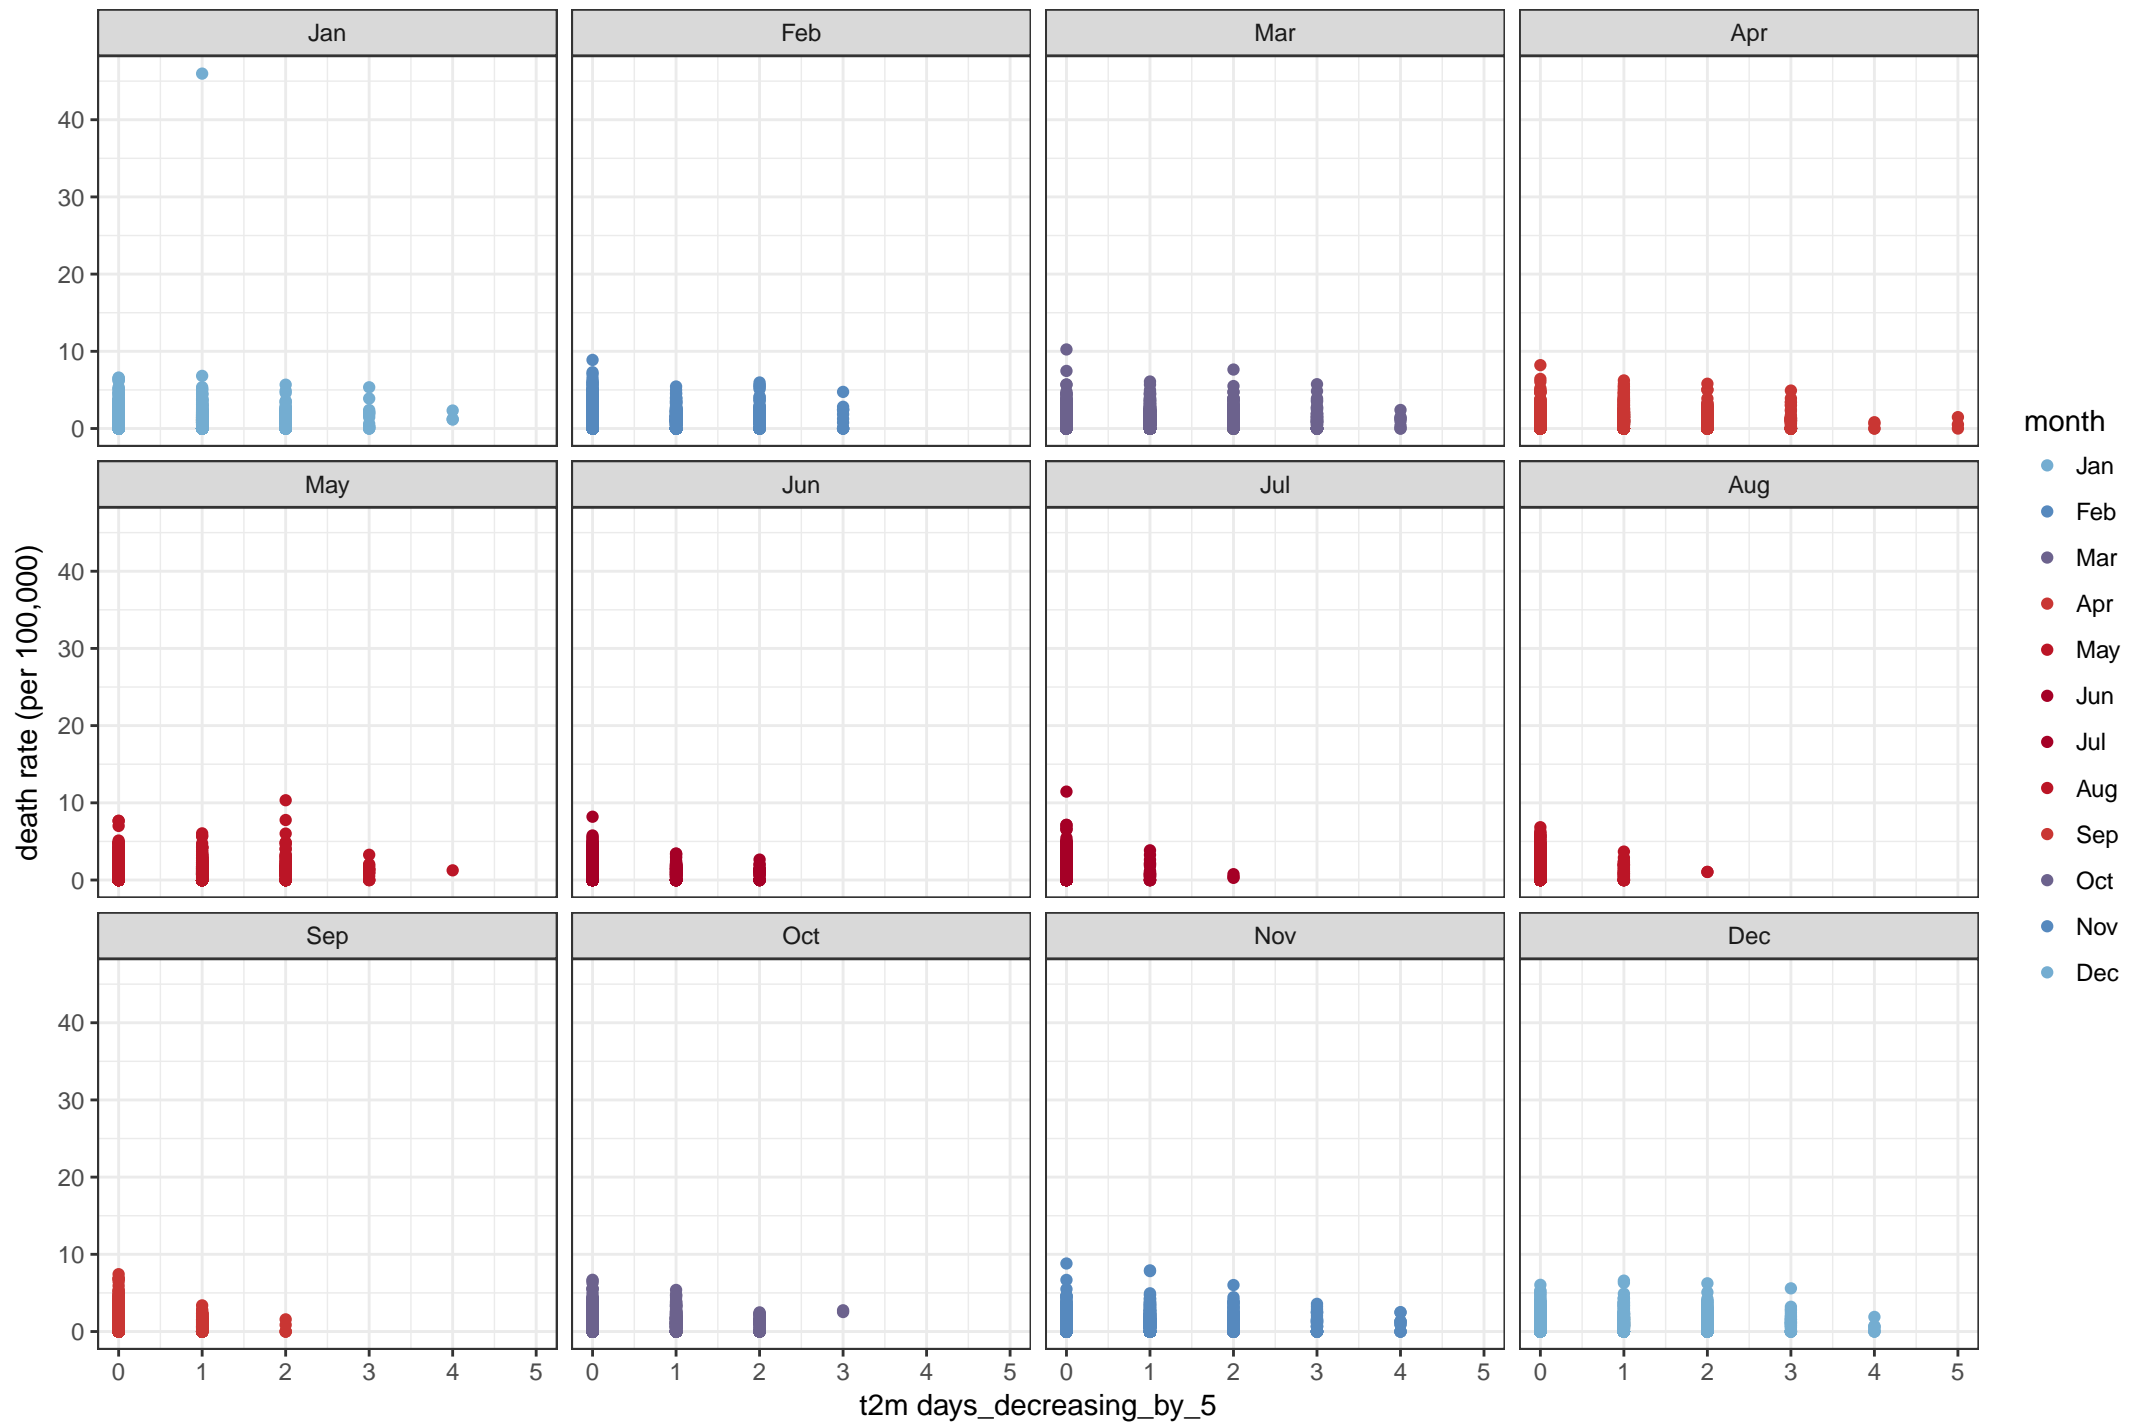 Jan
Feb
Mar
Apr
40
30
20
10
0
May
Jun
Jul
Aug
40
30
20
10
0
Sep
Oct
Nov
Dec
40
30
20
10
0
0 1 2 3 4 5
0 1 2 3 4 5
0 1 2 3 4 5
0 1 2 3 4 5
t2m days_decreasing_by_5
death rate (per 100,000)
month
Jan
Feb
Mar
Apr
May
Jun
Jul
Aug
Sep
Oct
Nov
Dec